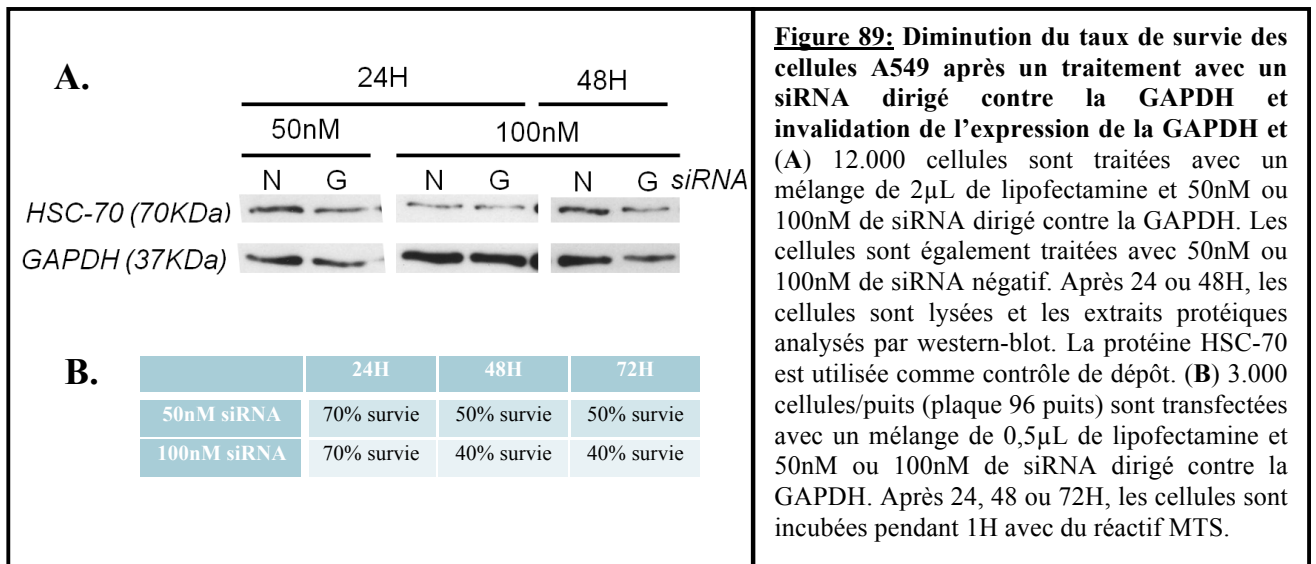 A.
24H 48H
50nM 100nM
N G N G N G siRNA
HSC-70 (70KDa)
GAPDH (37KDa)
B.
24H 48H 72H
50nM siRNA 70% survie 50% survie 50% survie
100nM siRNA 70% survie 40% survie 40% survie
Figure 89: Diminution du taux de survie des
cellules A549 après un traitement avec un
siRNA dirigé contre la GAPDH et
invalidation de l’expression de la GAPDH et
(A) 12.000 cellules sont traitées avec un
mélange de 2µL de lipofectamine et 50nM ou
100nM de siRNA dirigé contre la GAPDH. Les
cellules sont également traitées avec 50nM ou
100nM de siRNA négatif. Après 24 ou 48H, les
cellules sont lysées et les extraits protéiques
analysés par western-blot. La protéine HSC-70
est utilisée comme contrôle de dépôt. (B) 3.000
cellules/puits (plaque 96 puits) sont transfectées
avec un mélange de 0,5µL de lipofectamine et
50nM ou 100nM de siRNA dirigé contre la
GAPDH. Après 24, 48 ou 72H, les cellules sont
incubées pendant 1H avec du réactif MTS.